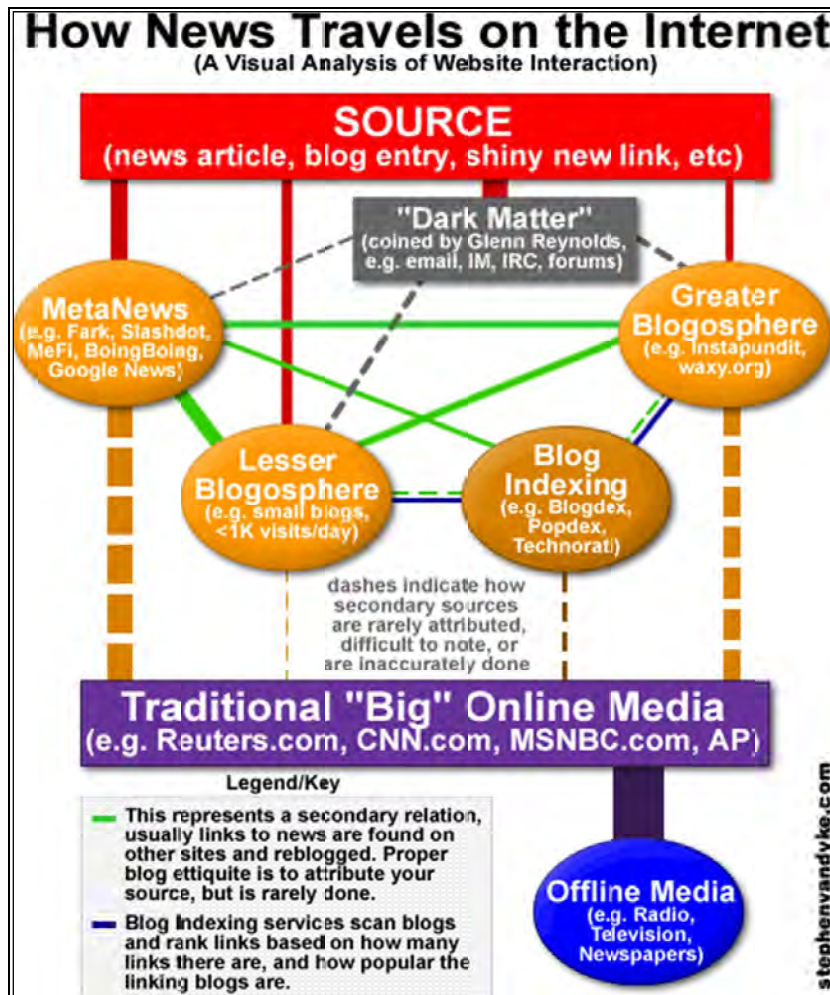 How News Travels on the Internet
(A Visual Analysis of Website Interaction)
SOURCE
(news article, blog entry, shiny new link, etc)
"Dark Matter"
(coined by Glenn Reynolds,
e.g. email, IM, IRC, forums)
MetaNews
(e.g. Fark, Slashdot,
MeFi, BoingBoing,
Google News)
Greater
Blogosphere
(e.g. Instapundit,
waxy.org)
Lesser
Blogosphere
(e.g. small blogs,
<1K visits/day)
Blog
Indexing
(e.g. Blogdex,
Popdex,
Technorati)
dashes indicate how
secondary sources
are rarely attributed,
difficult to note, or
are inaccurately done
Traditional "Big" Online Media
(e.g. Reuters.com, CNN.com, MSNBC.com, AP)
Legend/Key
This represents a secondary relation,
usually links to news are found on
other sites and reblogged. Proper
blog ettiquite is to attribute your
source, but is rarely done.
Blog Indexing services scan blogs
and rank links based on how many
links there are, and how popular the
linking blogs are.
Offline Media
(e.g. Radio,
Television,
Newspapers)
stephenvandyke.com